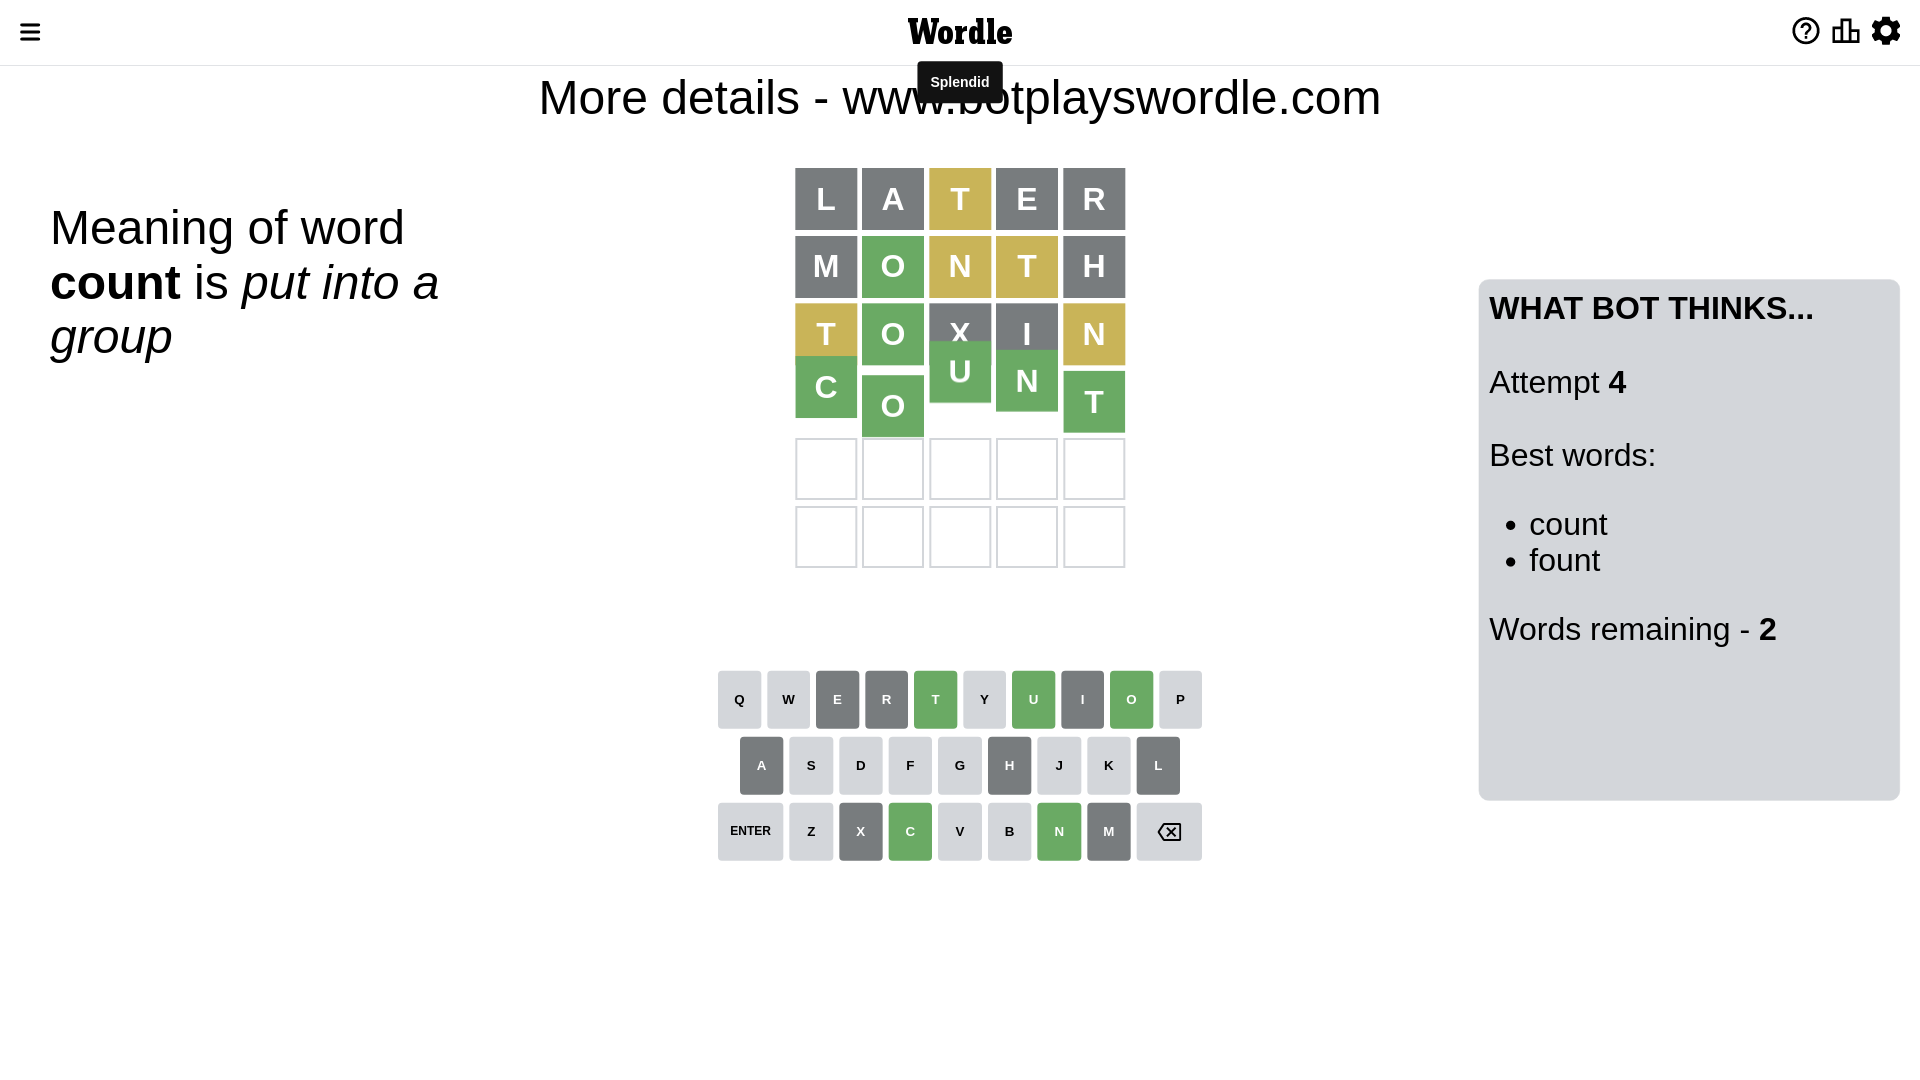 Wordle
Splendid
More details - www.botplayswordle.com
Meaning of word
count is put into a
group
L A T E R
M O N T H
T O X I N
C O U N T
WHAT BOT THINKS...
Attempt 4
Best words:
• count
• fount
Words remaining - 2
Q W E R T Y U I O P
A S D F G H J K L
ENTER Z X C V B N M